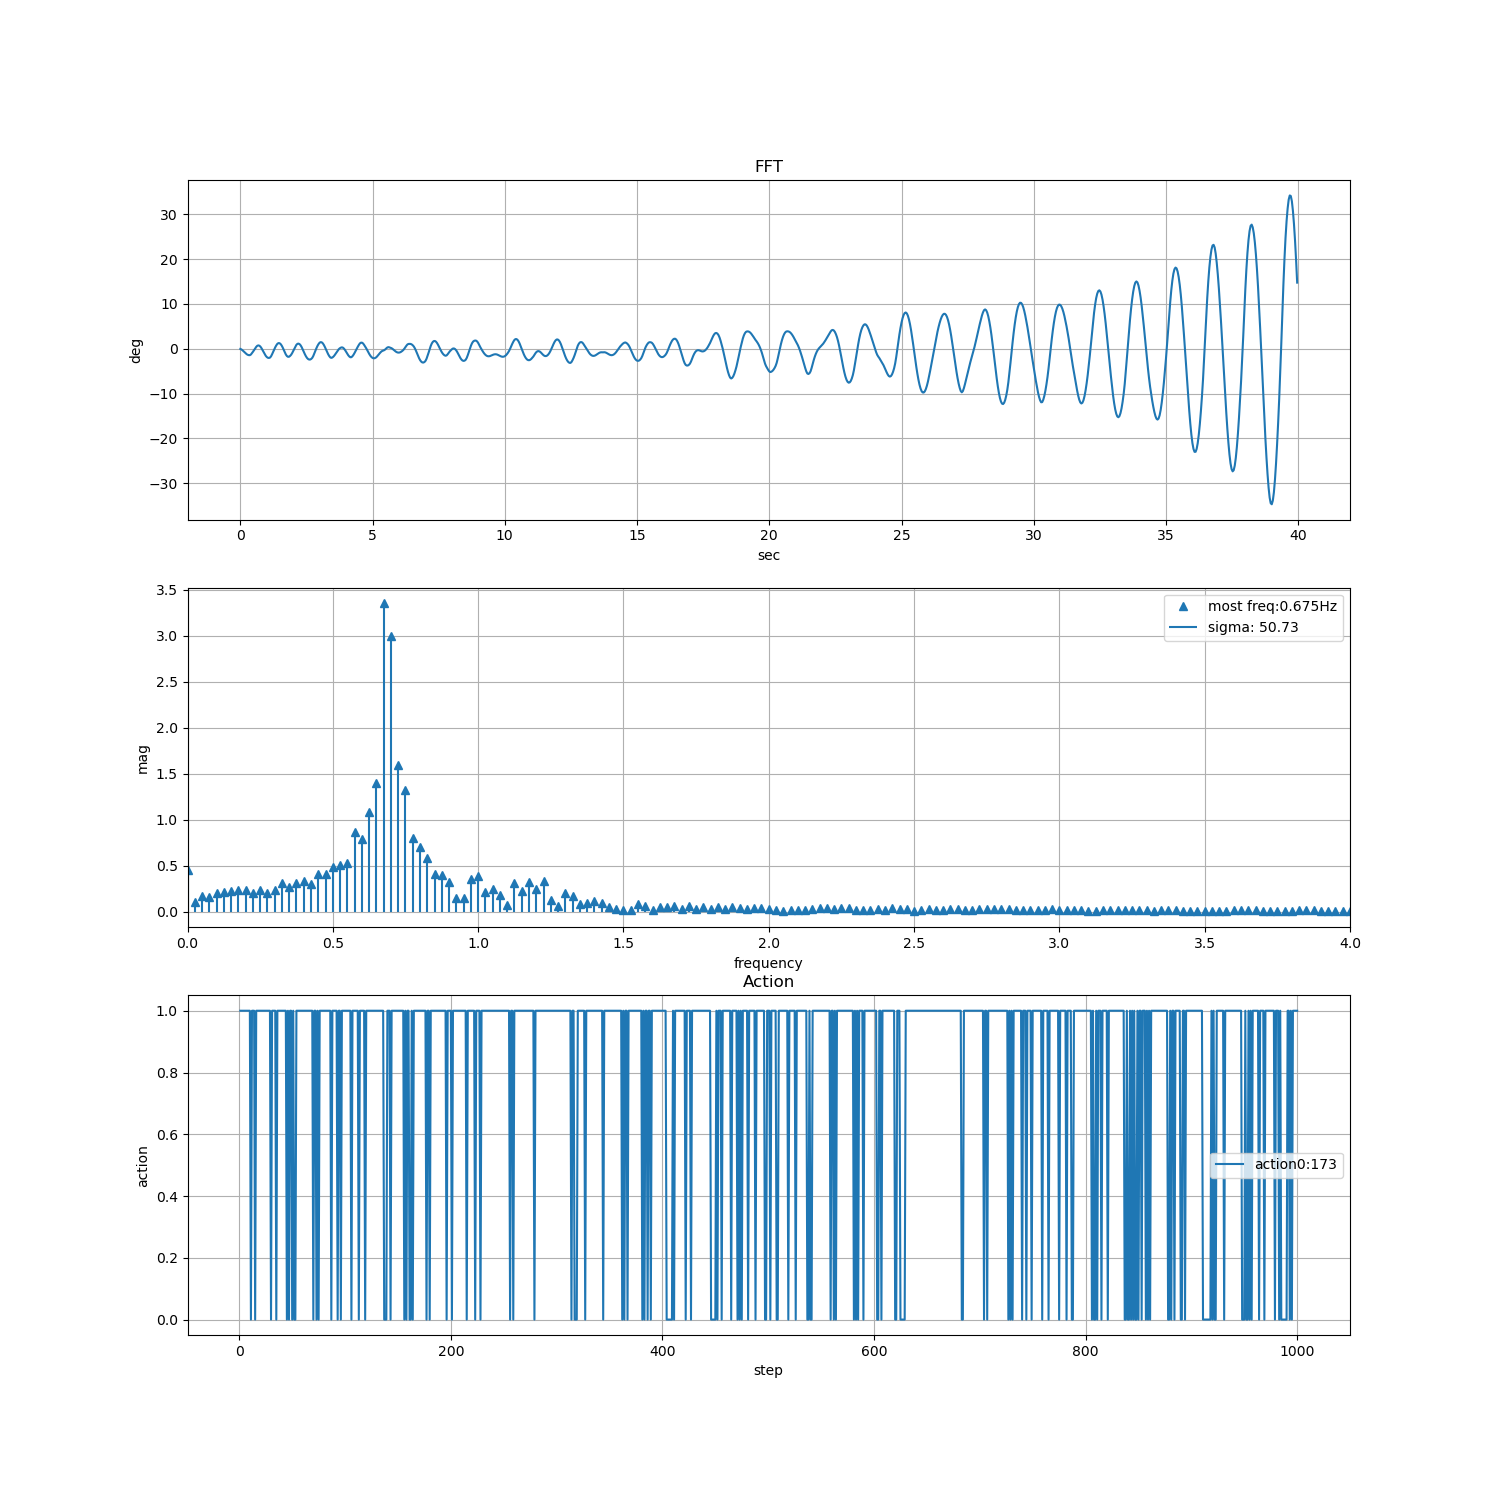 FFT
30
20
10
0
−10
−20
−30
deg
0 5 10 15 20 25 30 35 40
sec
3.5
3.0
2.5
2.0
1.5
1.0
0.5
0.0
mag
most freq:0.675Hz
sigma: 50.73
0.0 0.5 1.0 1.5 2.0 2.5 3.0 3.5 4.0
frequency
Action
1.0
0.8
0.6
0.4
0.2
0.0
action
action0:173
0 200 400 600 800 1000
step